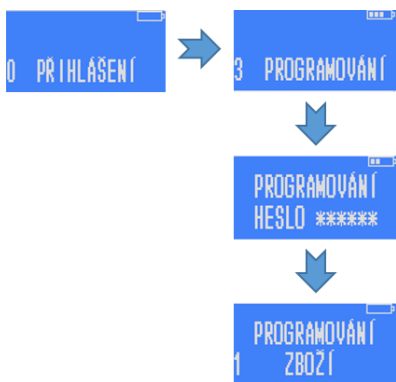 0 PŘIHLÁŠENÍ
3 PROGRAMOVÁNÍ
PROGRAMOVÁNÍ
HESLO ******
PROGRAMOVÁNÍ
1 ZBOŽÍ